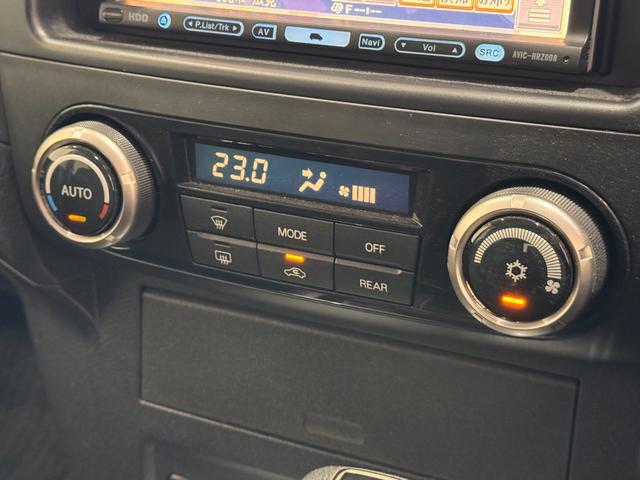 HDD
P.List/Trk
AV
Navi
Vol
SRC
AVIC-HRZ008
F --:--
AUTO
23.0
MODE
OFF
REAR